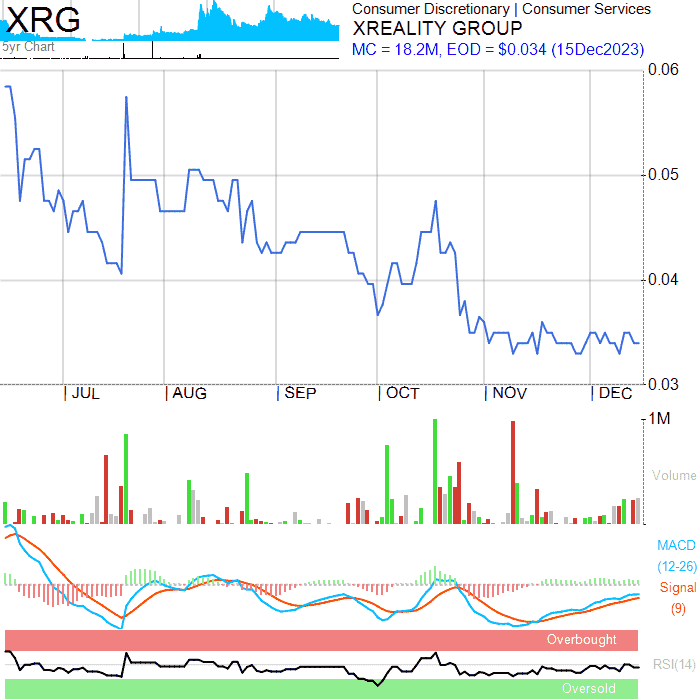 XRG
5yr Chart
Consumer Discretionary | Consumer Services
XREALITY GROUP
MC = 18.2M, EOD = $0.034 (15Dec2023)
0.06
0.05
0.04
0.03
JUL AUG SEP OCT NOV DEC
1M
Volume
MACD
(12-26)
Signal
(9)
Overbought
RSI(14)
Oversold